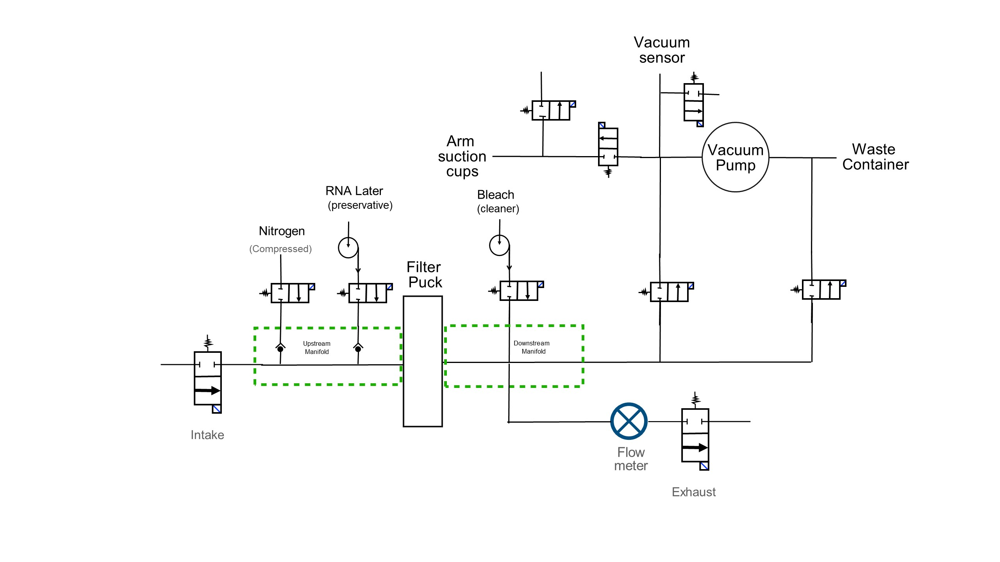 Vacuum
sensor
Arm
suction
cups
Vacuum
Pump
Waste
Container
RNA Later
(preservative)
Bleach
(cleaner)
Nitrogen
(Compressed)
Filter
Puck
Upstream
Manifold
Downstream
Manifold
Intake
Flow
meter
Exhaust